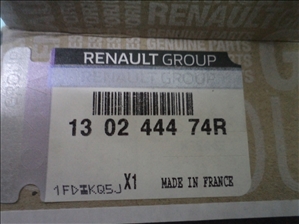 RENAULT
GENUINE
PARTS
RENAULT GROUP
13 02 444 74R
X1
MADE IN FRANCE